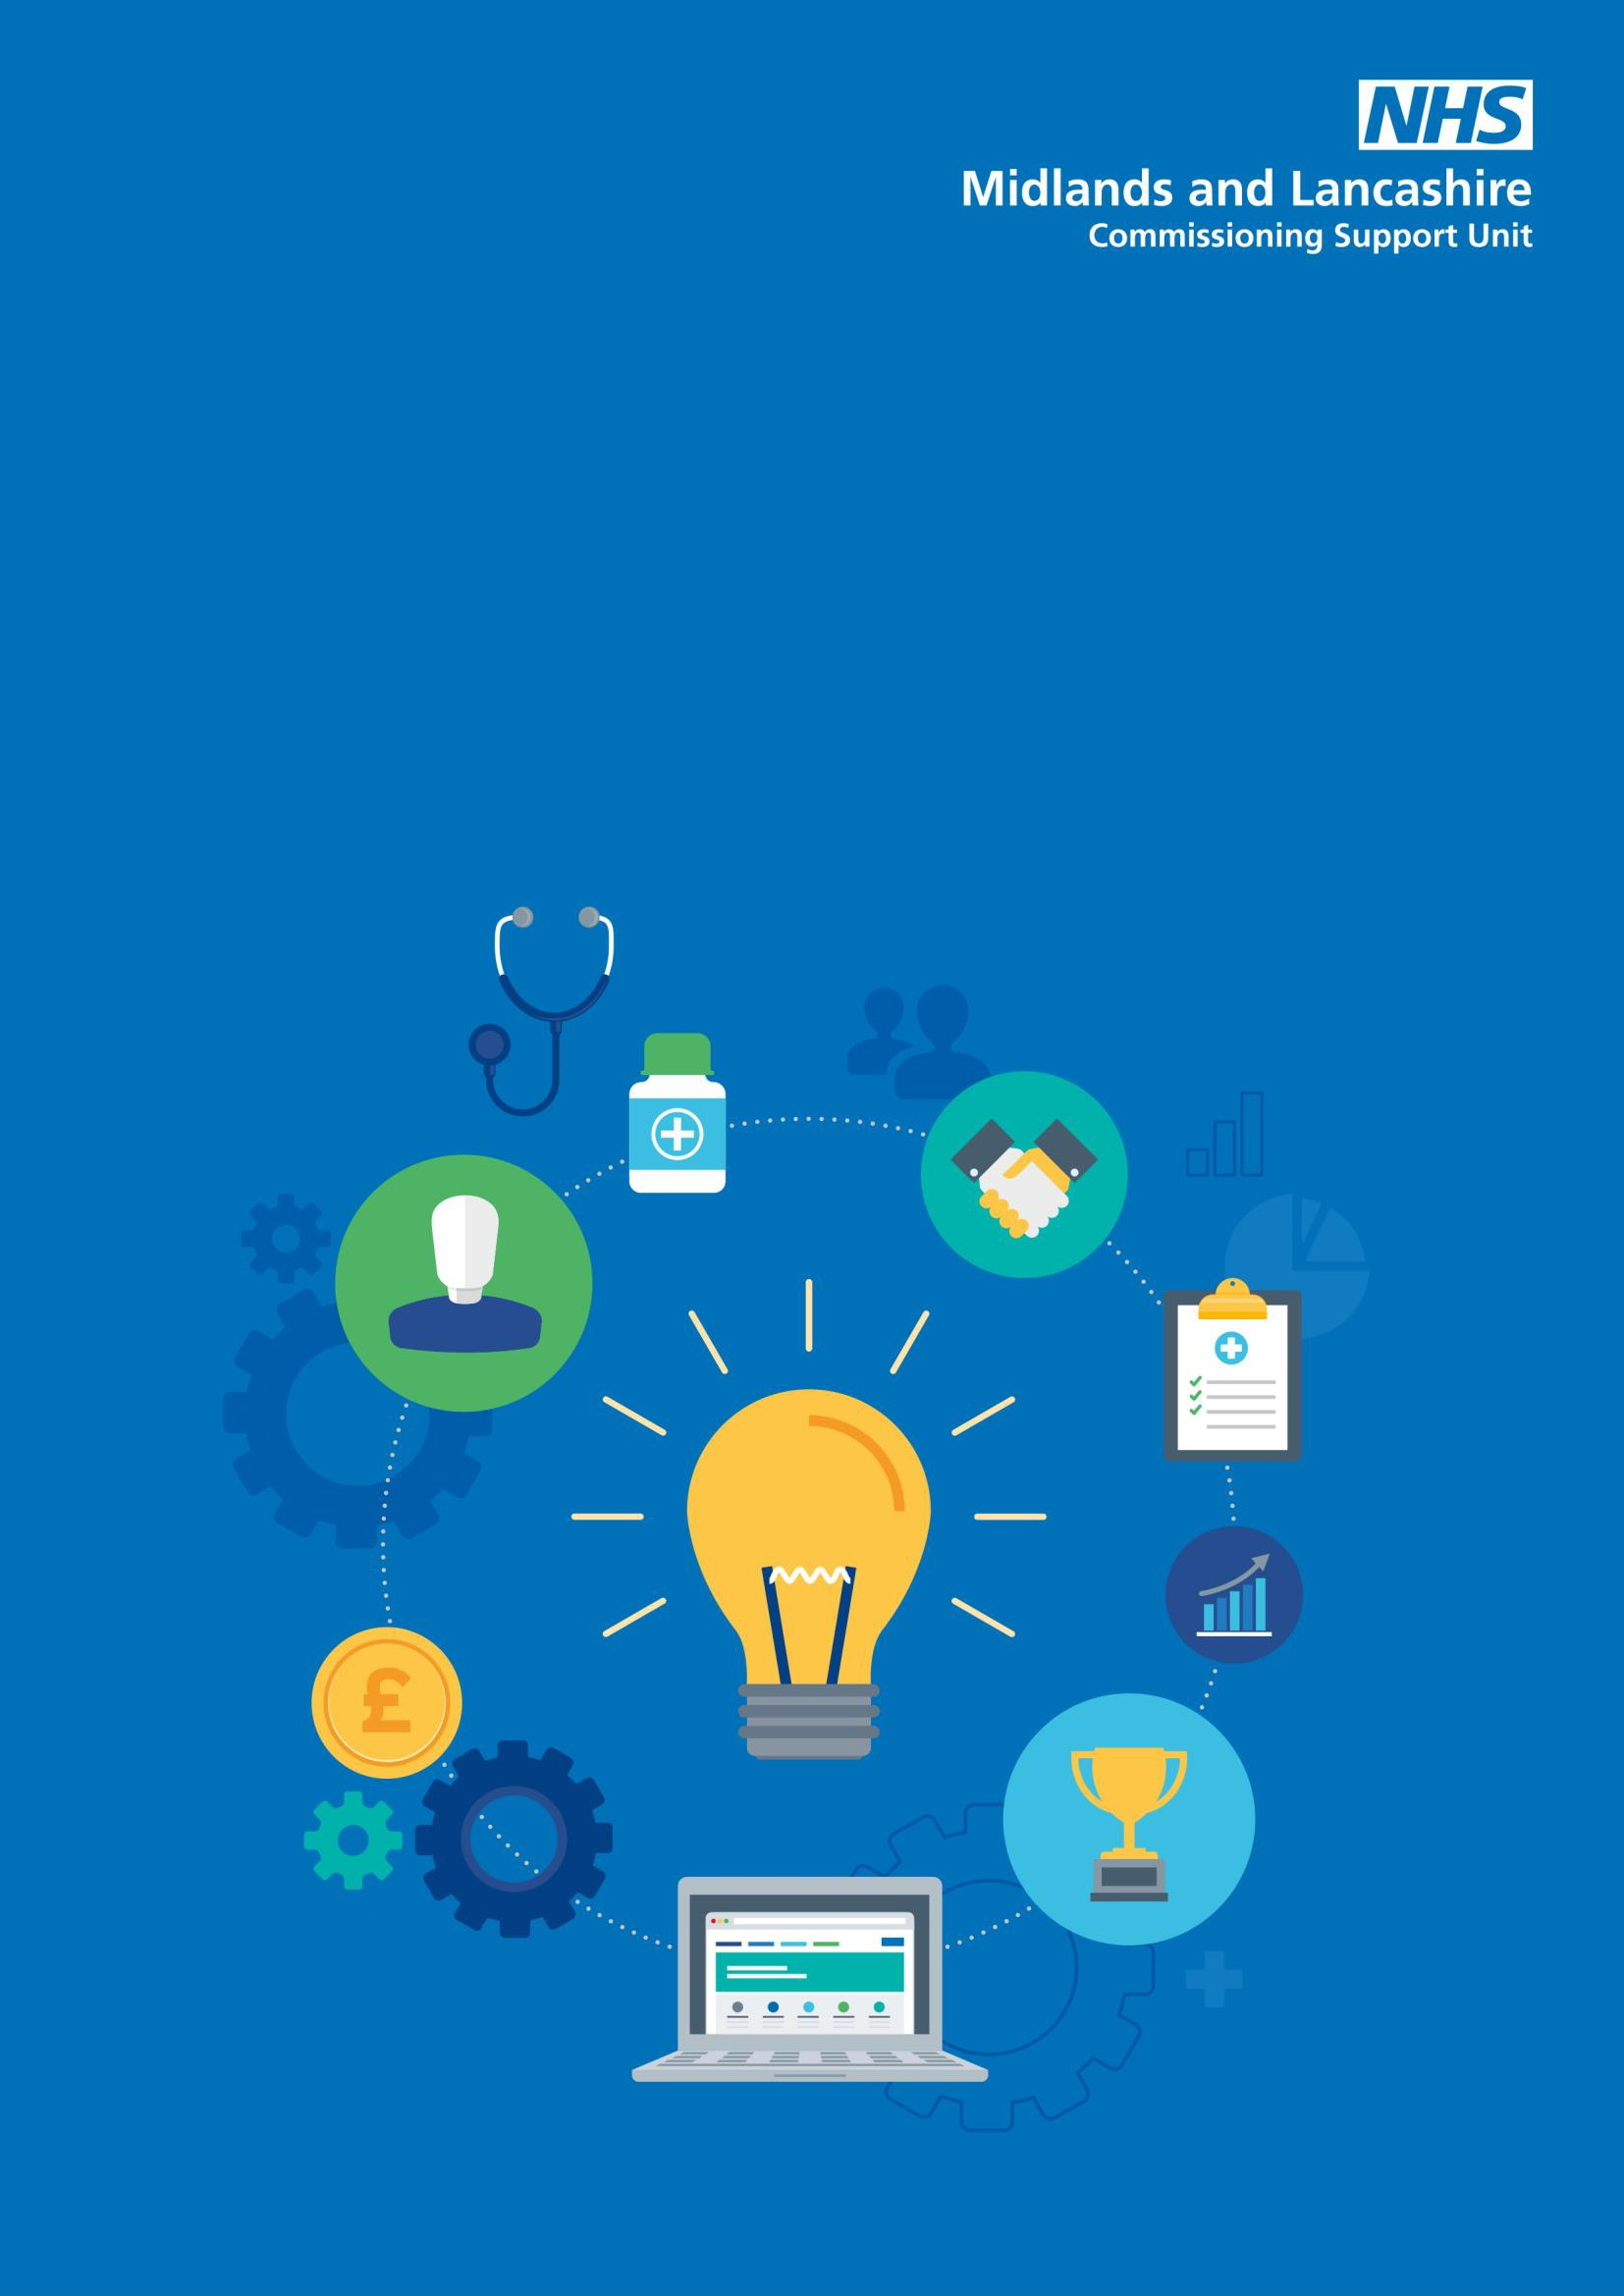 NHS
Midlands and Lancashire
Commissioning Support Unit
£